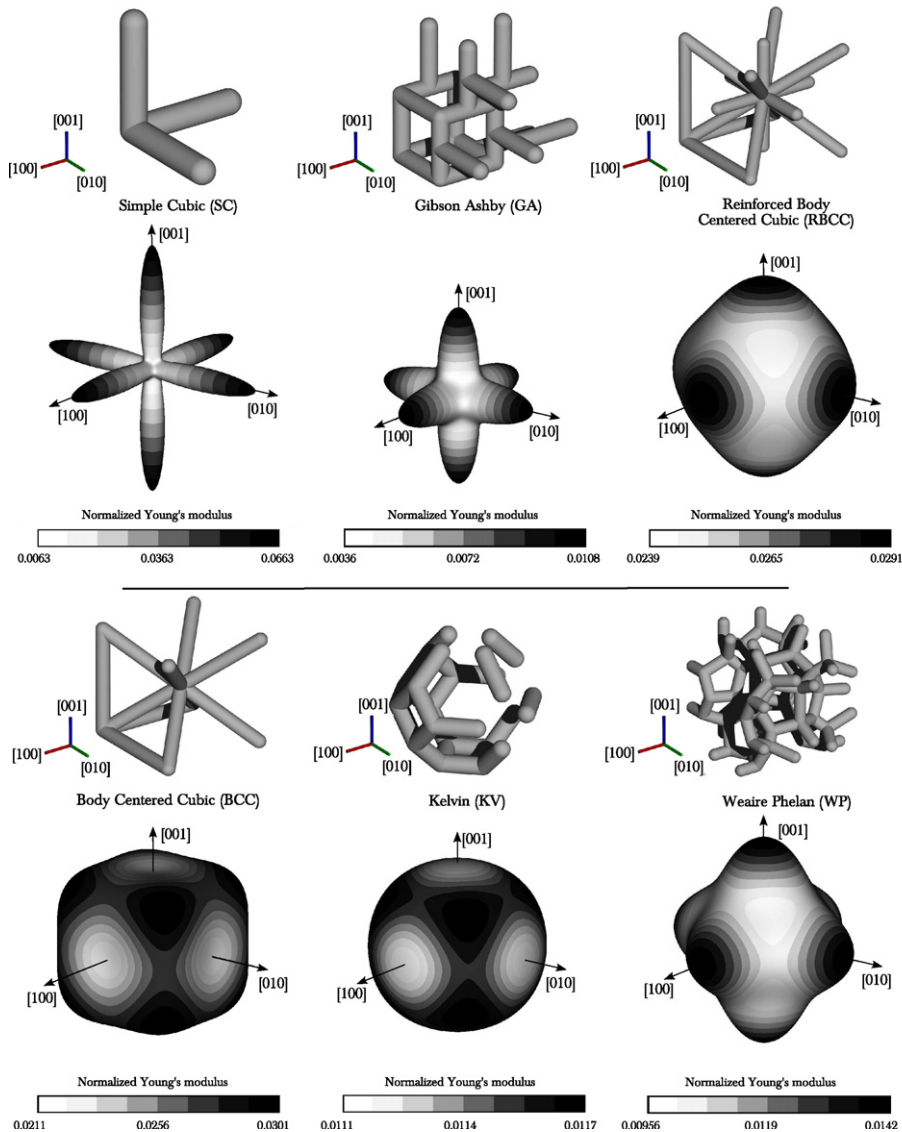 [001]
[100]
[010]
Simple Cubic (SC)
[001]
[100]
[010]
Gibson Ashby (GA)
[001]
[100]
[010]
Reinforced Body
Centered Cubic (RBCC)
[001]
[100]
[010]
Normalized Young's modulus
0.0063 0.0363 0.0663
[001]
[100]
[010]
Normalized Young's modulus
0.0036 0.0072 0.0108
[001]
[100]
[010]
Normalized Young's modulus
0.0239 0.0265 0.0291
[001]
[100]
[010]
Body Centered Cubic (BCC)
[001]
[100]
[010]
Kelvin (KV)
[001]
[100]
[010]
Weaire Phelan (WP)
[001]
[100]
[010]
Normalized Young's modulus
0.0211 0.0256 0.0301
[001]
[100]
[010]
Normalized Young's modulus
0.0111 0.0114 0.0117
[001]
[100]
[010]
Normalized Young's modulus
0.00956 0.0119 0.0142